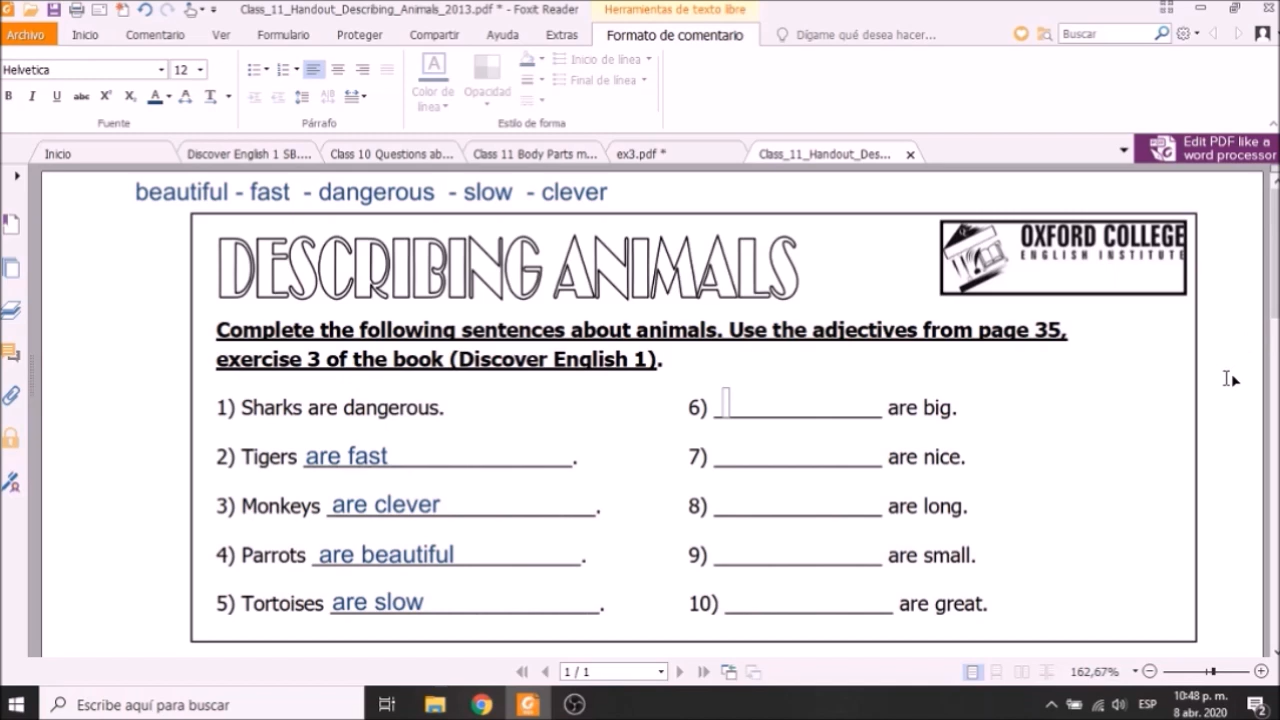 Class_11_Handout_Describing_Animals_2013.pdf * - Foxit Reader
Herramientas de texto libre
Archivo Inicio Comentario Ver Formulario Proteger Compartir Ayuda Extras Formato de comentario Dígame qué desea hacer... Buscar
Helvetica 12
Color de línea Opacidad Inicio de línea
Final de línea
Fuente Párrafo Estilo de forma
Inicio Discover English 1 SB.... Class 10 Questions ab... Class 11 Body Parts m... ex3.pdf * Class_11_Handout_Des...
Edit PDF like a
word processor
beautiful - fast - dangerous - slow - clever
DESCRIBING ANIMALS
OXFORD COLLEGE
ENGLISH INSTITUTE
Complete the following sentences about animals. Use the adjectives from page 35,
exercise 3 of the book (Discover English 1).
1) Sharks are dangerous.
2) Tigers are fast.
3) Monkeys are clever.
4) Parrots are beautiful.
5) Tortoises are slow.
6) ______________ are big.
7) ______________ are nice.
8) ______________ are long.
9) ______________ are small.
10) ______________ are great.
1 / 1
162,67%
Escribe aquí para buscar
ESP
10:48 p. m.
8 abr. 2020
2